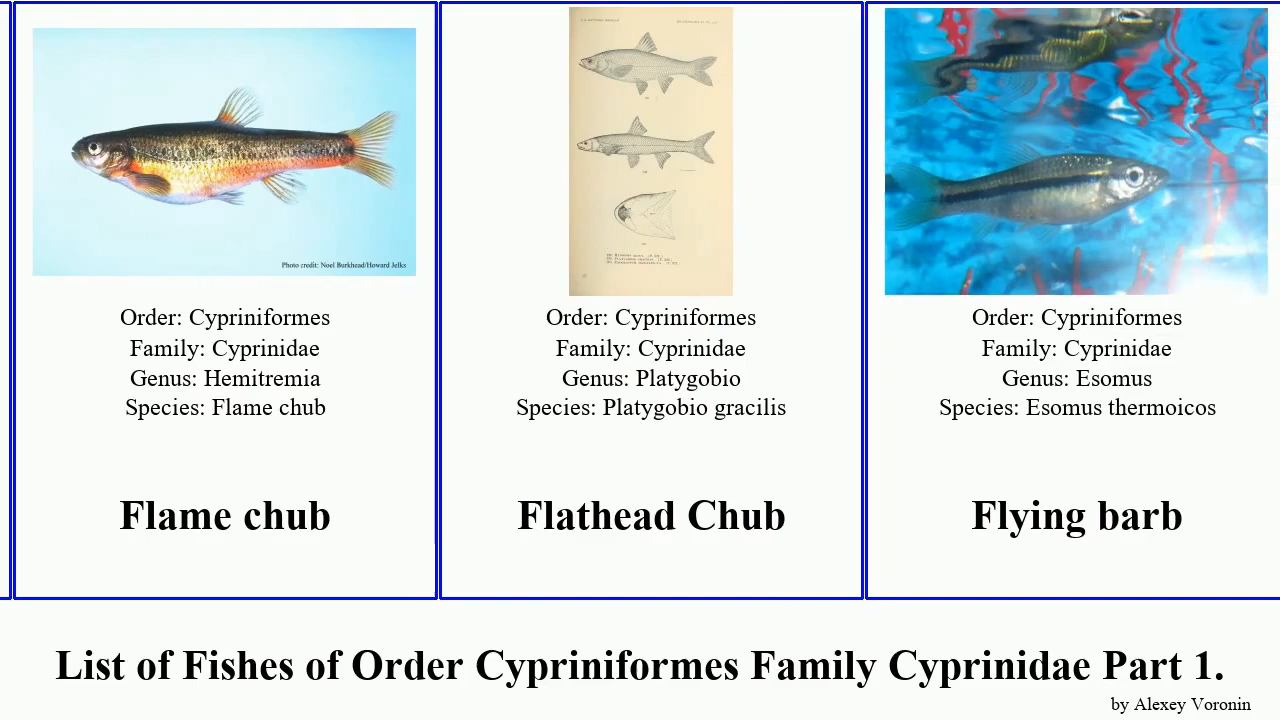 Photo credit: Noel Burkhead/Howard Jelks
Order: Cypriniformes
Family: Cyprinidae
Genus: Hemitremia
Species: Flame chub
Flame chub
Order: Cypriniformes
Family: Cyprinidae
Genus: Platygobio
Species: Platygobio gracilis
Flathead Chub
Order: Cypriniformes
Family: Cyprinidae
Genus: Esomus
Species: Esomus thermoicos
Flying barb
List of Fishes of Order Cypriniformes Family Cyprinidae Part 1.
by Alexey Voronin